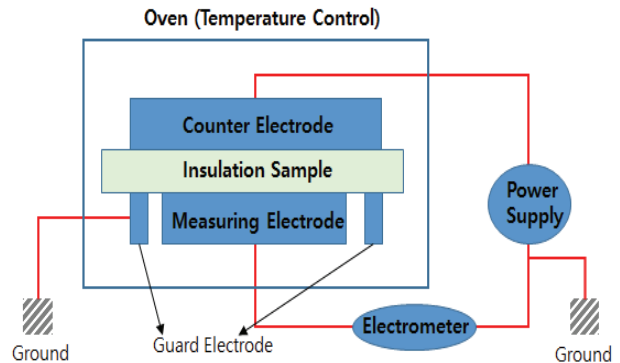 Oven (Temperature Control)
Counter Electrode
Insulation Sample
Measuring Electrode
Power
Supply
Electrometer
Guard Electrode
Ground
Ground